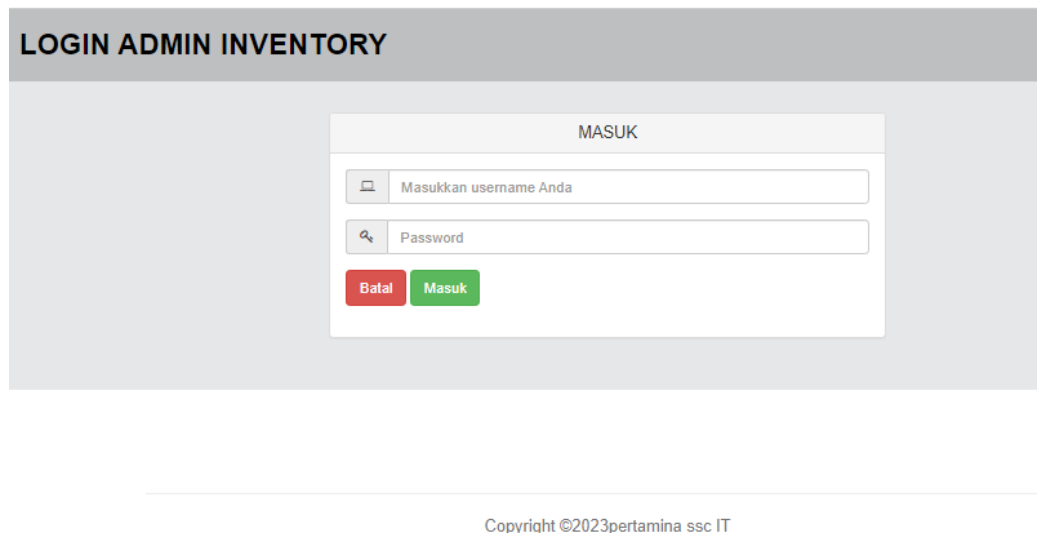 LOGIN ADMIN INVENTORY
MASUK
Masukkan username Anda
Password
Batal Masuk
Copyright ©2023pertamina ssc IT